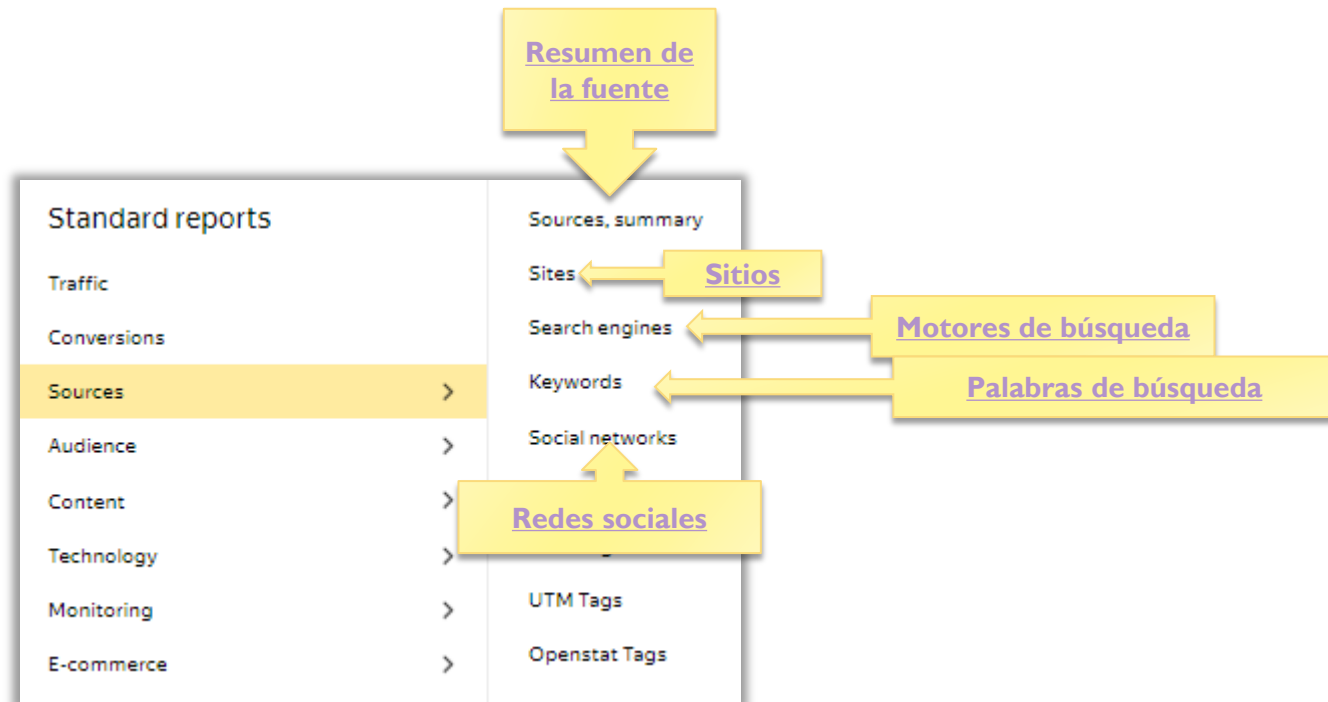 Resumen de
la fuente
Standard reports
Traffic
Conversions
Sources
Audience
Content
Technology
Monitoring
E-commerce
Sources, summary
Sites
Sitios
Search engines
Motores de búsqueda
Keywords
Palabras de búsqueda
Social networks
Redes sociales
UTM Tags
Openstat Tags